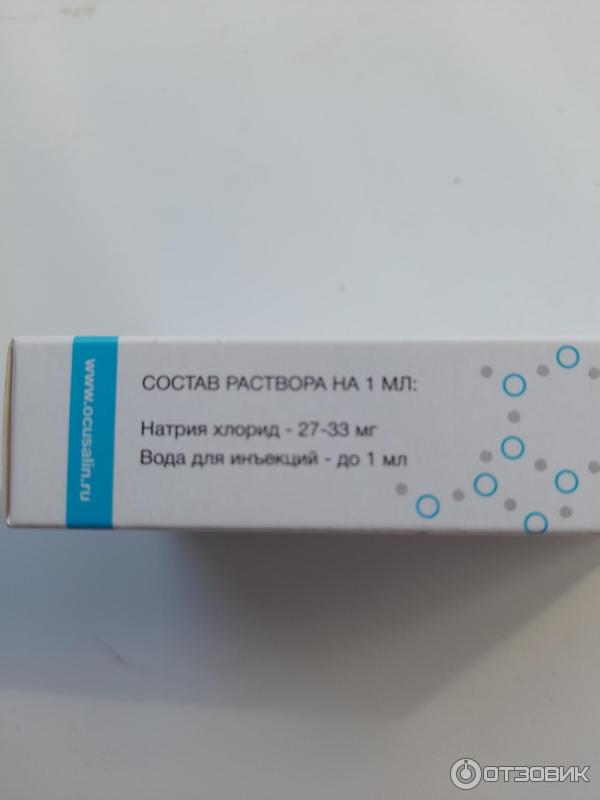 www.ocusalin.ru
СОСТАВ РАСТВОРА НА 1 МЛ:
Натрия хлорид - 27-33 мг
Вода для инъекций - до 1 мл
ОТЗОВИК